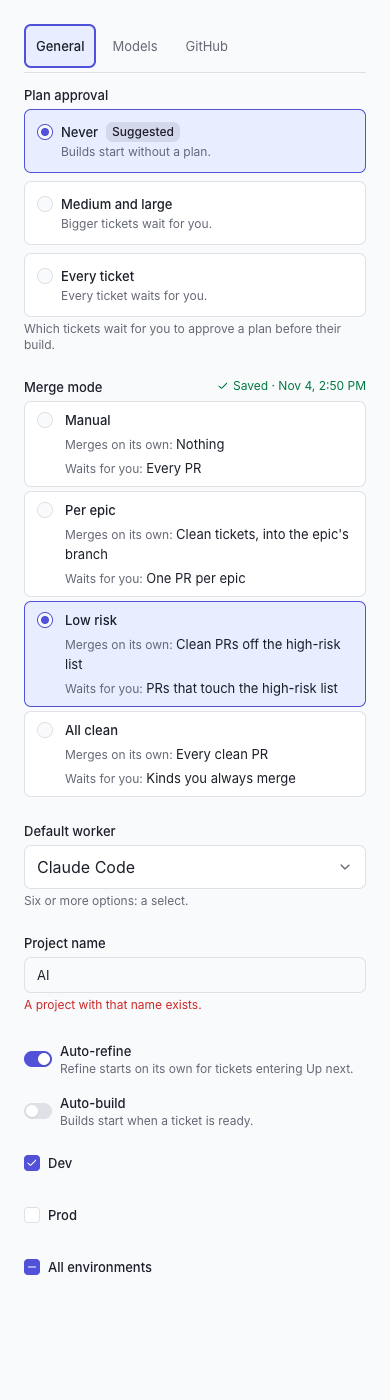 General
Models
GitHub
Plan approval
Never
Suggested
Builds start without a plan.
Medium and large
Bigger tickets wait for you.
Every ticket
Every ticket waits for you.
Which tickets wait for you to approve a plan before their
build.
Merge mode
Saved · Nov 4, 2:50 PM
Manual
Merges on its own: Nothing
Waits for you: Every PR
Per epic
Merges on its own: Clean tickets, into the epic's
branch
Waits for you: One PR per epic
Low risk
Merges on its own: Clean PRs off the high-risk
list
Waits for you: PRs that touch the high-risk list
All clean
Merges on its own: Every clean PR
Waits for you: Kinds you always merge
Default worker
Claude Code
Six or more options: a select.
Project name
AI
A project with that name exists.
Auto-refine
Refine starts on its own for tickets entering Up next.
Auto-build
Builds start when a ticket is ready.
Dev
Prod
All environments